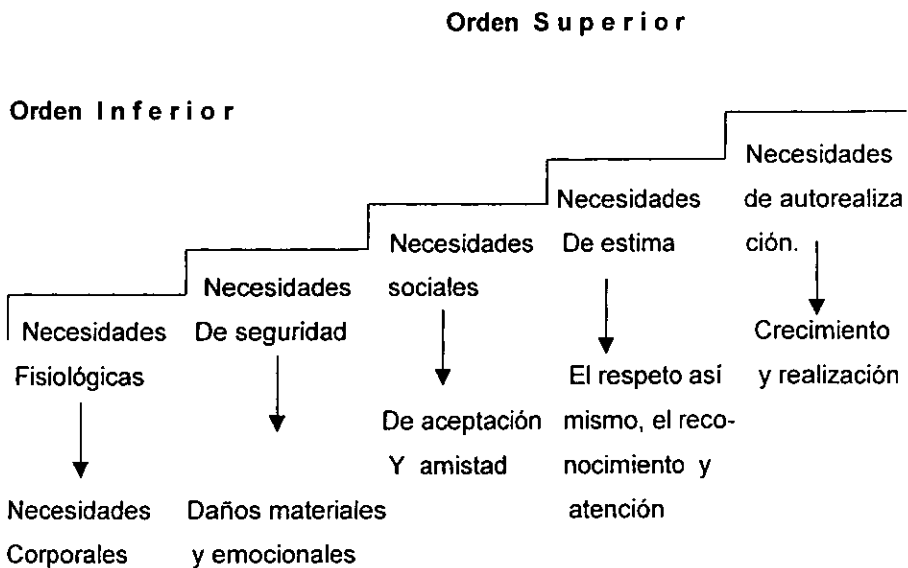 Orden Superior
Orden Inferior
Necesidades
Fisiológicas
Necesidades
Corporales
Necesidades
De seguridad
Daños materiales
y emocionales
Necesidades
sociales
De aceptación
Y amistad
Necesidades
De estima
El respeto así
mismo, el reco-
nocimiento y
atención
Necesidades
de autorealiza
ción.
Crecimiento
y realización